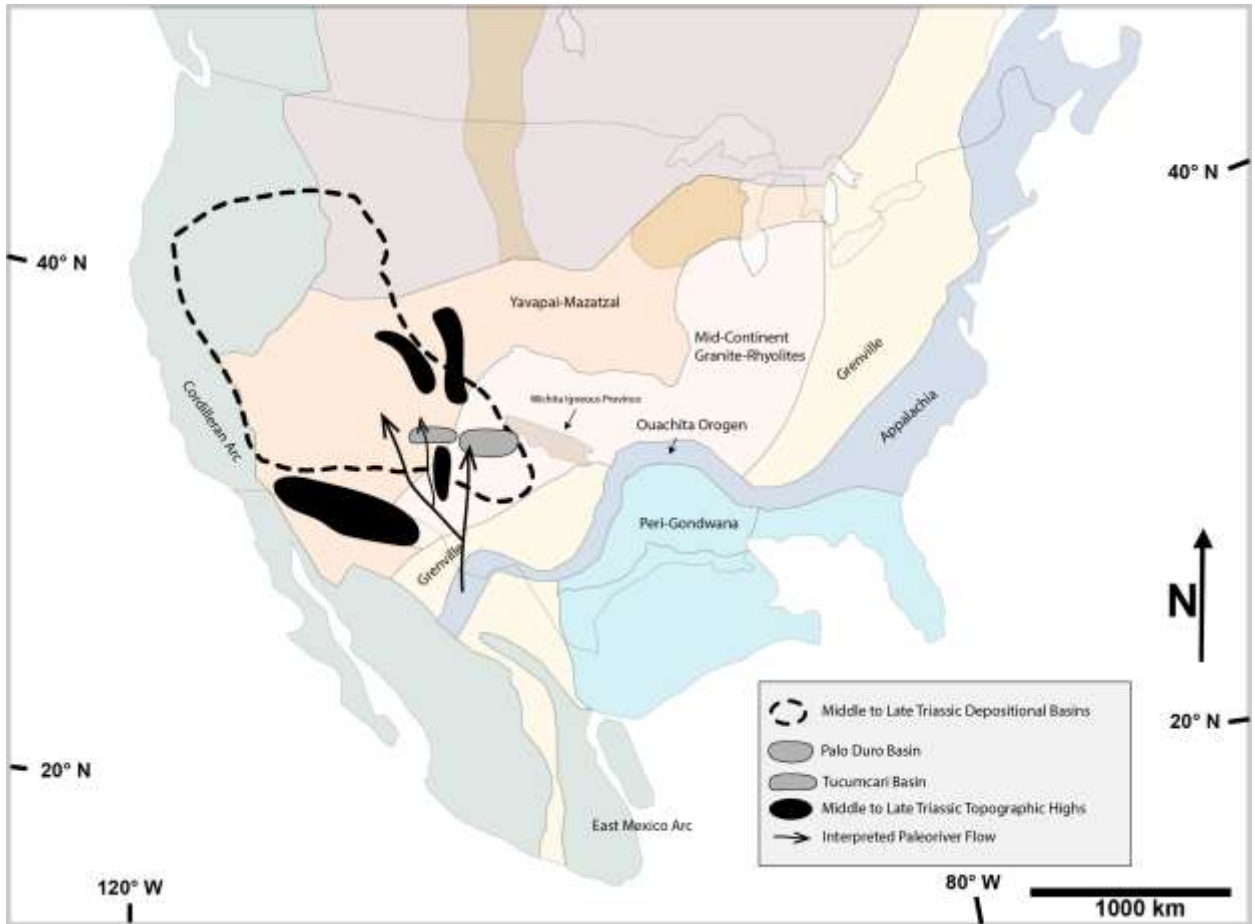 40° N
40° N
Yavapai-Mazatzal
Mid-Continent
Granite-Rhyolites
Grenville
Wichita Igneous Province
Ouachita Orogen
Appalachia
Cordilleran Arc
Peri-Gondwana
Grenville
N
Middle to Late Triassic Depositional Basins
Palo Duro Basin
Tucumcari Basin
Middle to Late Triassic Topographic Highs
Interpreted Paleoriver Flow
20° N
20° N
East Mexico Arc
120° W
80° W
1000 km